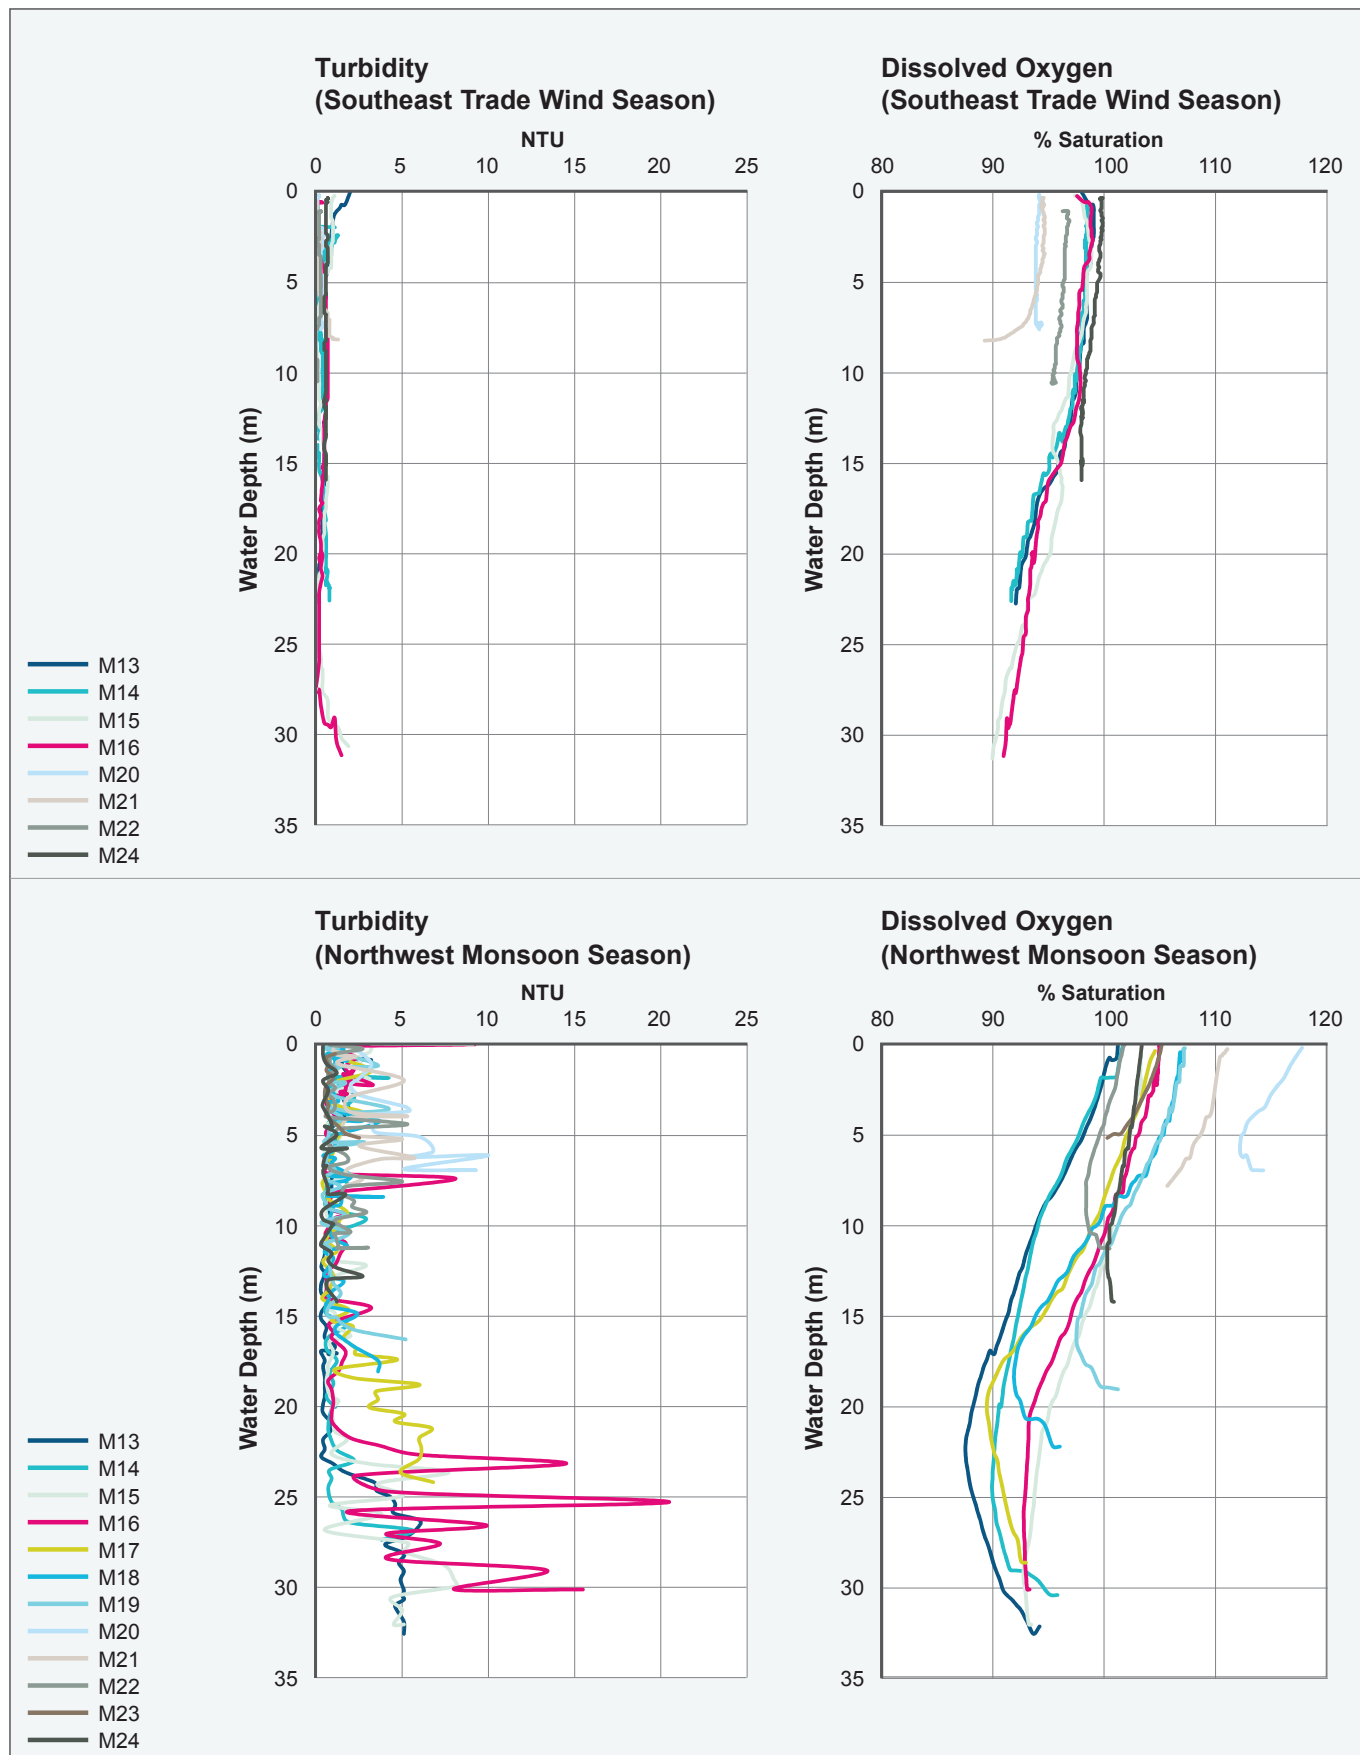 Turbidity
(Southeast Trade Wind Season)
NTU
0 5 10 15 20 25
0
5
10
15
20
25
30
35
Water Depth (m)
Dissolved Oxygen
(Southeast Trade Wind Season)
% Saturation
80 90 100 110 120
0
5
10
15
20
25
30
35
Water Depth (m)
M13
M14
M15
M16
M20
M21
M22
M24
Turbidity
(Northwest Monsoon Season)
NTU
0 5 10 15 20 25
0
5
10
15
20
25
30
35
Water Depth (m)
Dissolved Oxygen
(Northwest Monsoon Season)
% Saturation
80 90 100 110 120
0
5
10
15
20
25
30
35
Water Depth (m)
M13
M14
M15
M16
M17
M18
M19
M20
M21
M22
M23
M24